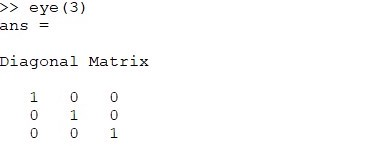 >> eye(3)
ans =
Diagonal Matrix
1 0 0
0 1 0
0 0 1